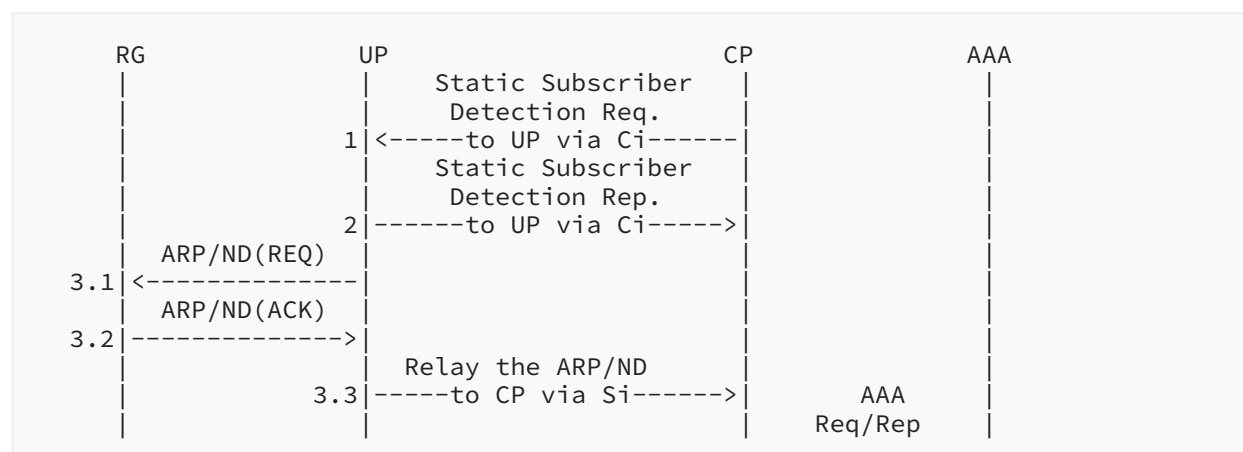 RG UP CP AAA
Static Subscriber
Detection Req.
1|<-----to UP via Ci------|
Static Subscriber
Detection Rep.
2|------to UP via Ci----->|
ARP/ND(REQ)
3.1|<--------------|
ARP/ND(ACK)
3.2|-------------->|
Relay the ARP/ND
3.3|-----to CP via Si------>| AAA
Req/Rep